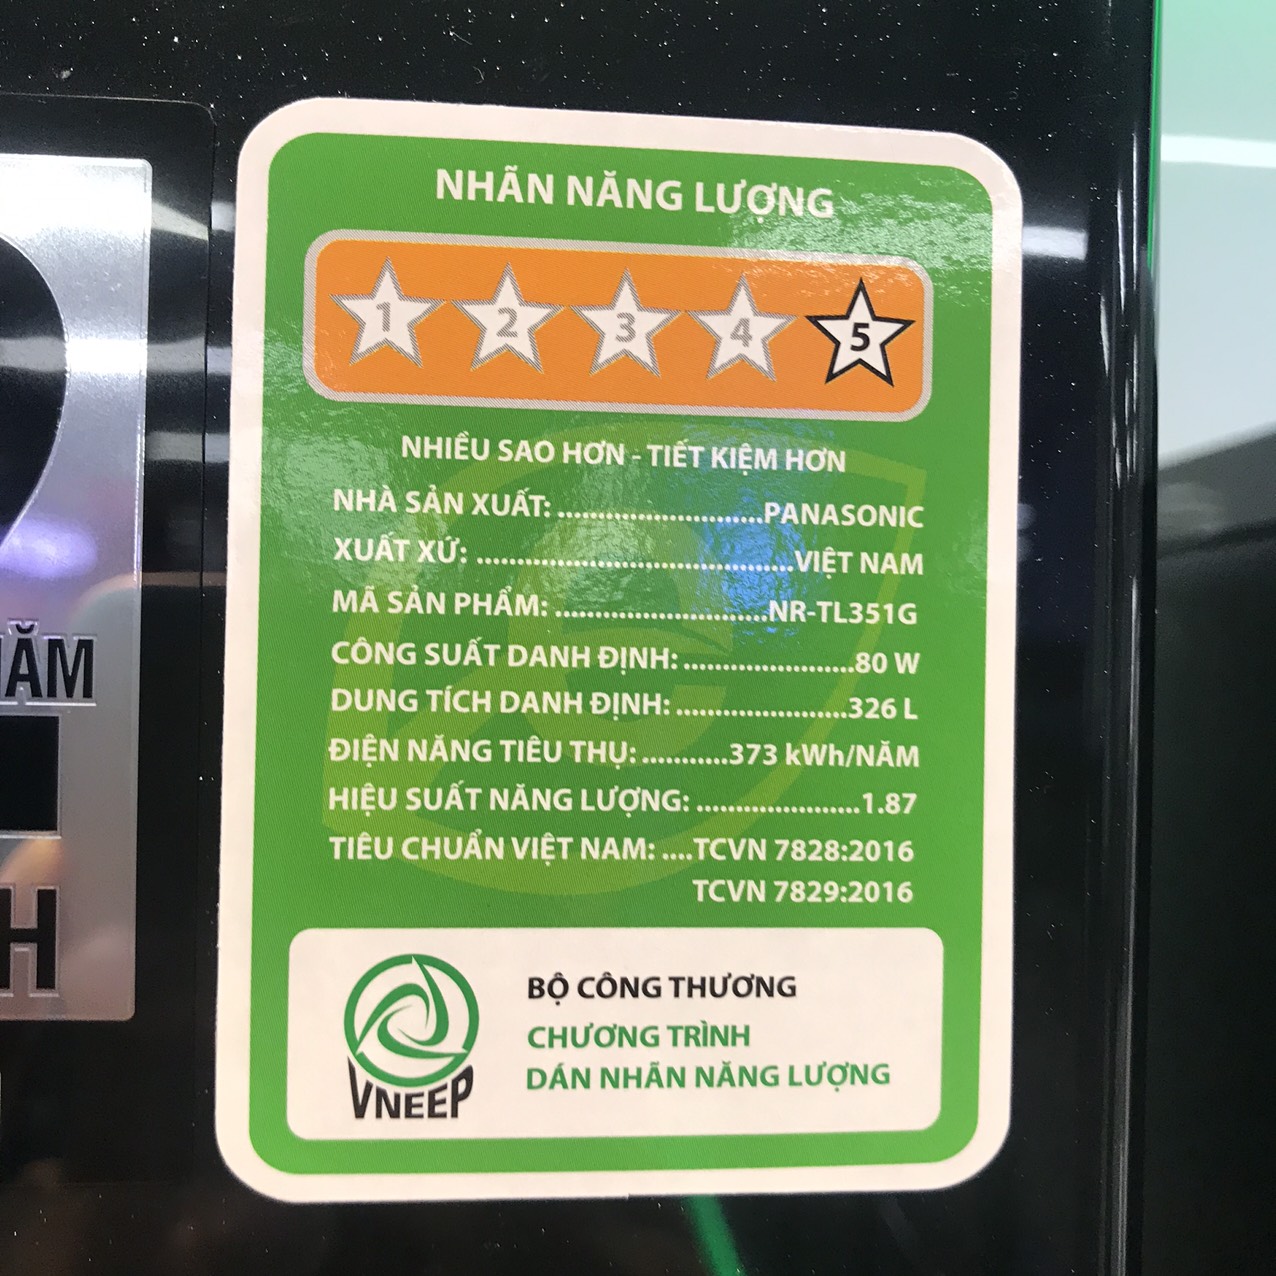 NHÃN NĂNG LƯỢNG
1 2 3 4 5
NHIỀU SAO HƠN - TIẾT KIỆM HƠN
NHÀ SẢN XUẤT: ..........................PANASONIC
XUẤT XỨ: ........................................VIỆT NAM
MÃ SẢN PHẨM: ...........................NR-TL351G
CÔNG SUẤT DANH ĐỊNH: ......................80 W
DUNG TÍCH DANH ĐỊNH: ......................326 L
ĐIỆN NĂNG TIÊU THỤ: ...........373 kWh/NĂM
HIỆU SUẤT NĂNG LƯỢNG: .....................1.87
TIÊU CHUẨN VIỆT NAM: ....TCVN 7828:2016
TCVN 7829:2016
BỘ CÔNG THƯƠNG
CHƯƠNG TRÌNH
DÁN NHÃN NĂNG LƯỢNG
VNEEP